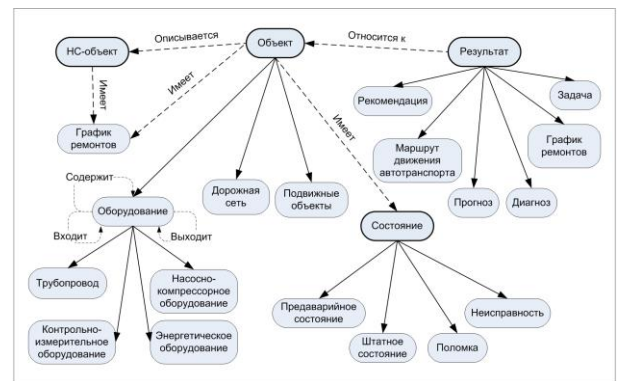 Описывается
Относится к
НС-объект
Объект
Результат
Имеет
Имеет
Рекомендация
Задача
График
ремонтов
Имеет
Маршрут
движения
автотранспорта
График
ремонтов
Содержит
Дорожная
сеть
Подвижные
объекты
Прогноз
Диагноз
Оборудование
Входит
Выходит
Состояние
Трубопровод
Насосно-
компрессорное
оборудование
Предаварийное
состояние
Неисправность
Контрольно-
измерительное
оборудование
Энергетическое
оборудование
Штатное
состояние
Поломка